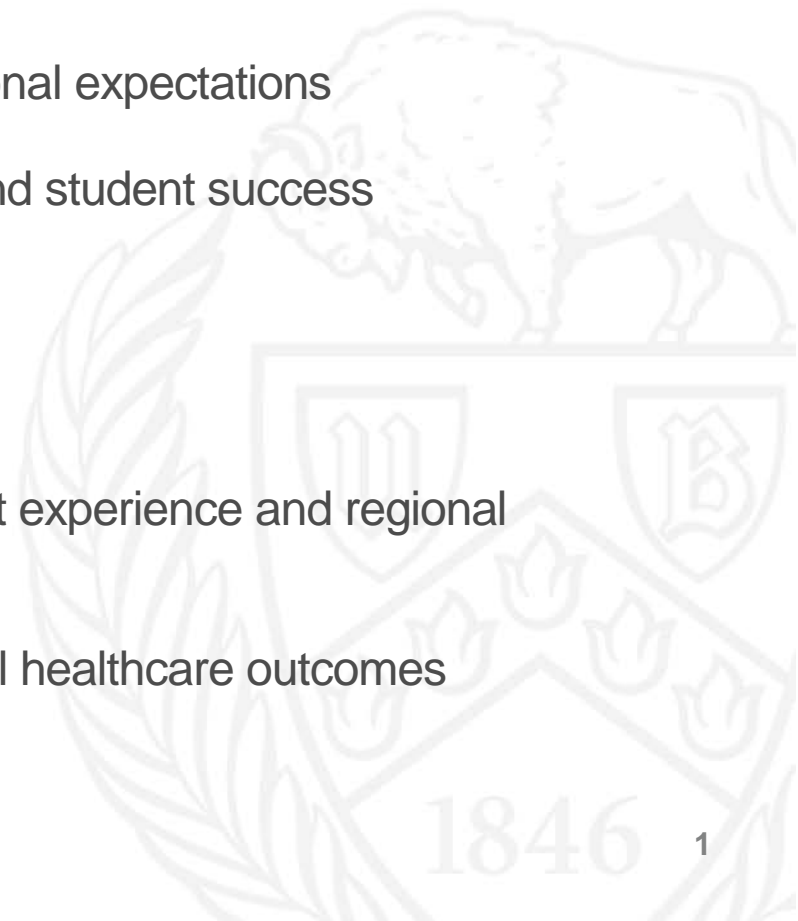 nal expectations
nd student success
t experience and regional
l healthcare outcomes
U B
1846
1